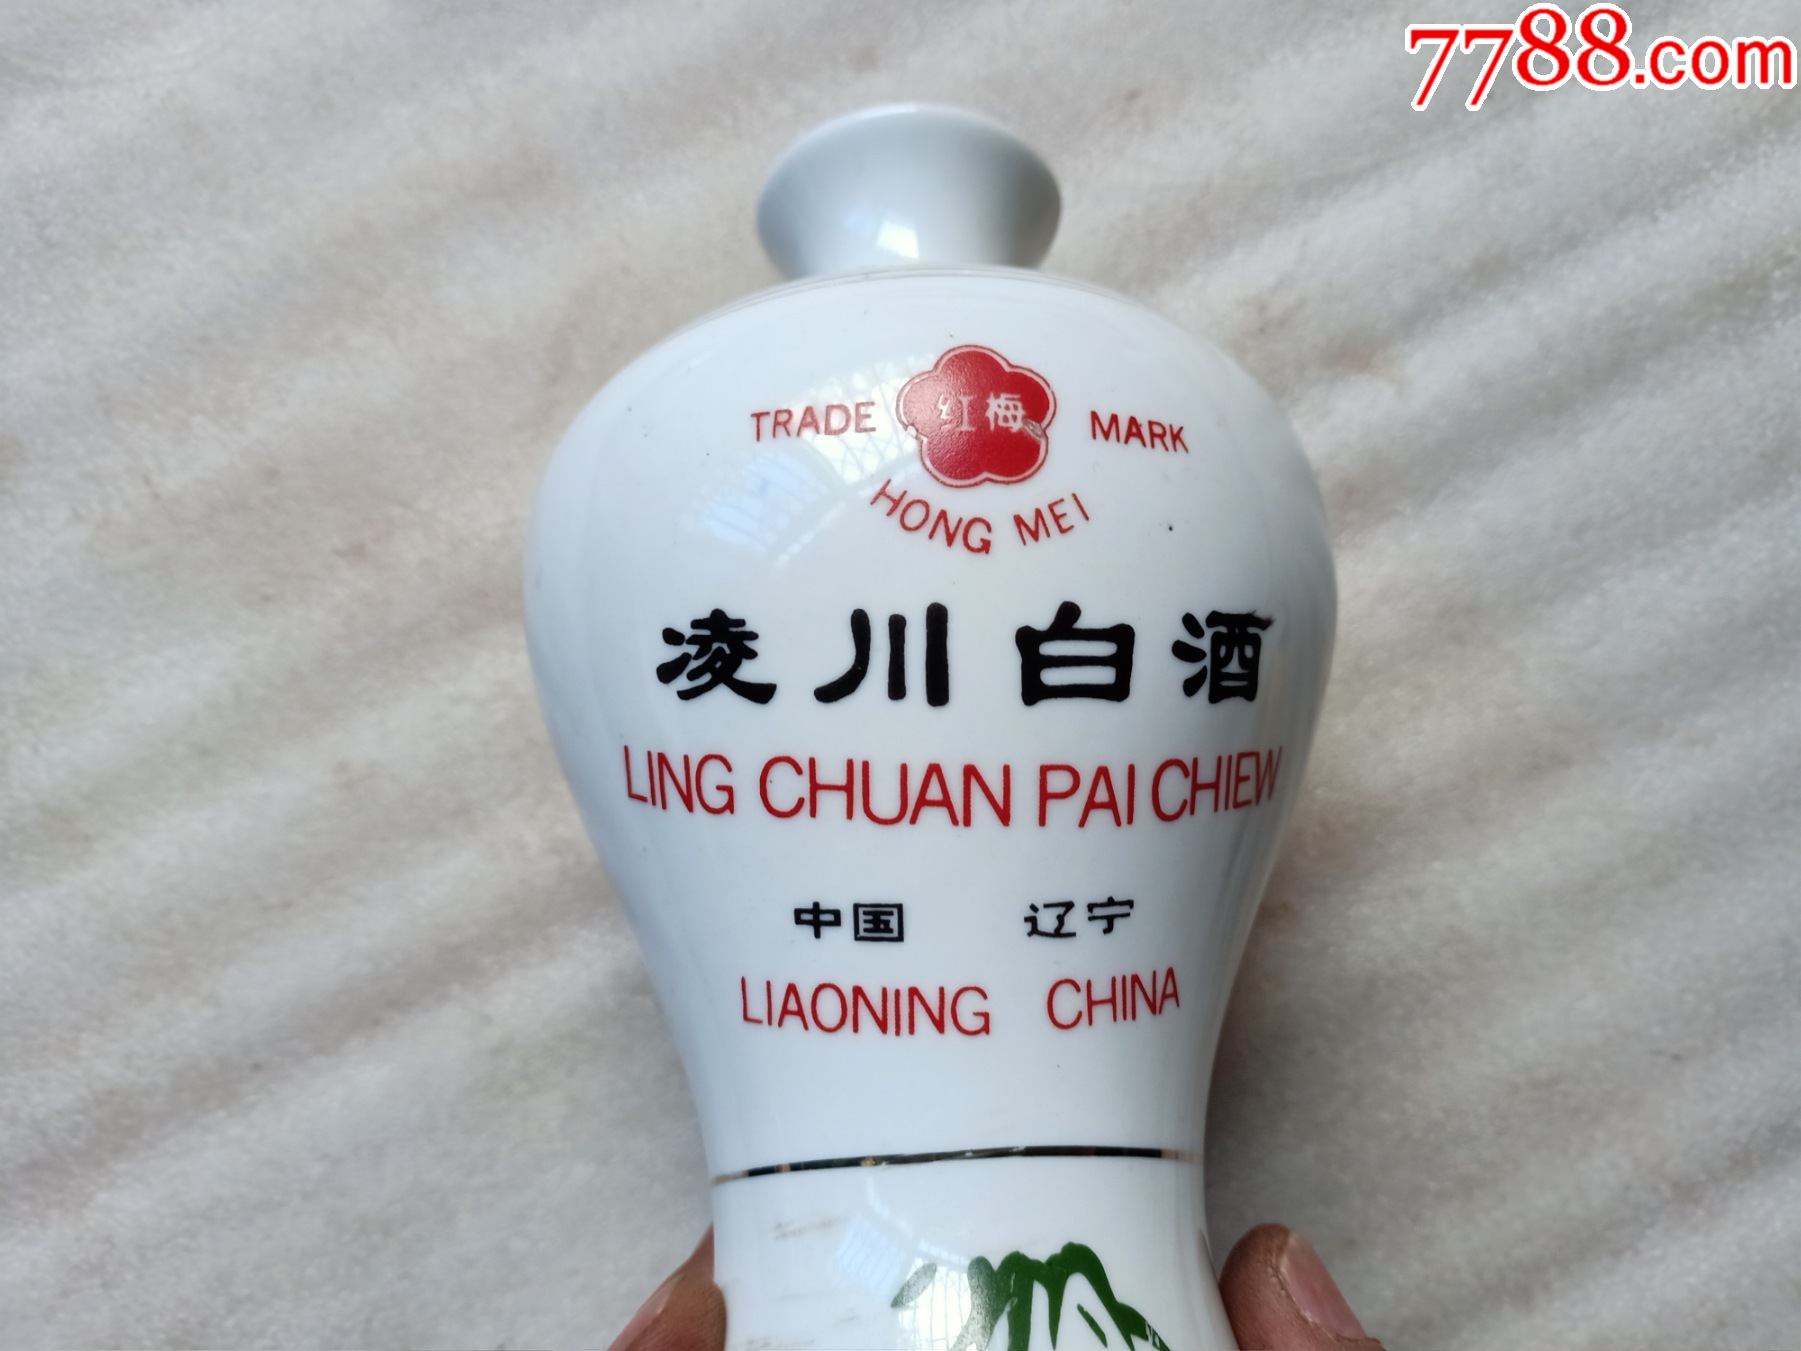 7788.com
TRADE 红梅 MARK
HONG MEI
凌川白酒
LING CHUAN PAI CHIEW
中国 辽宁
LIAONING CHINA